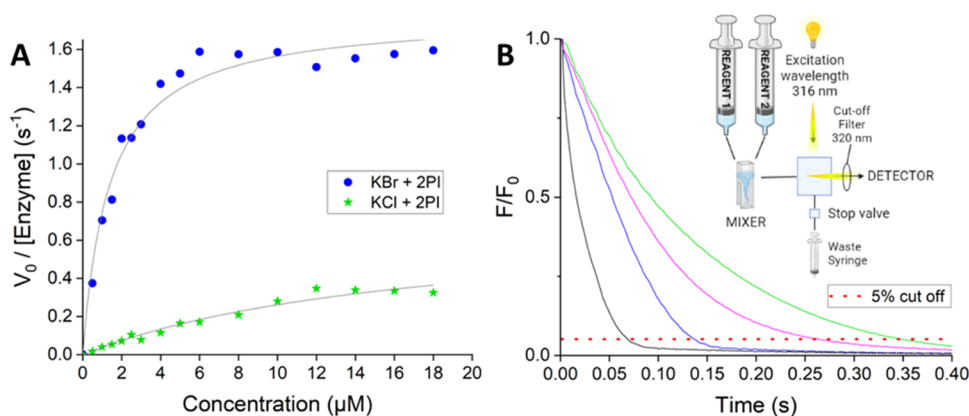 A
V0 / [Enzyme] (s-1)
1.6
1.4
1.2
1.0
0.8
0.6
0.4
0.2
0.0
KBr + 2PI
KCl + 2PI
0 2 4 6 8 10 12 14 16 18 20
Concentration (µM)
B
F/F0
1.0
0.5
0.0
REAGENT 1
REAGENT 2
Excitation
wavelength
316 nm
Cut-off
Filter
320 nm
DETECTOR
MIXER
Stop valve
Waste
Syringe
5% cut off
0.00 0.05 0.10 0.15 0.20 0.25 0.30 0.35 0.40
Time (s)